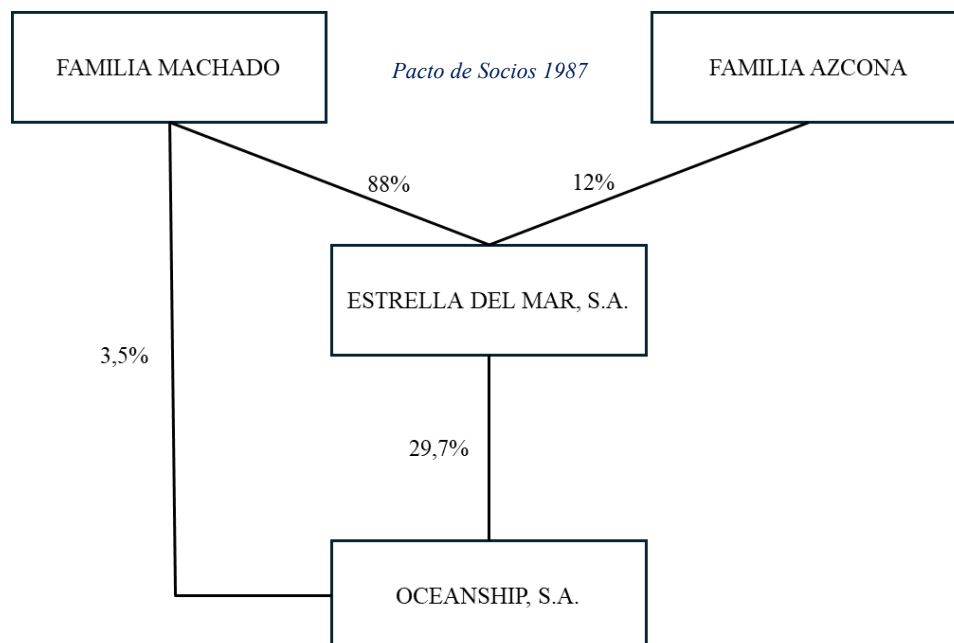 FAMILIA MACHADO
Pacto de Socios 1987
FAMILIA AZCONA
88%
12%
ESTRELLA DEL MAR, S.A.
3,5%
29,7%
OCEANSHIP, S.A.